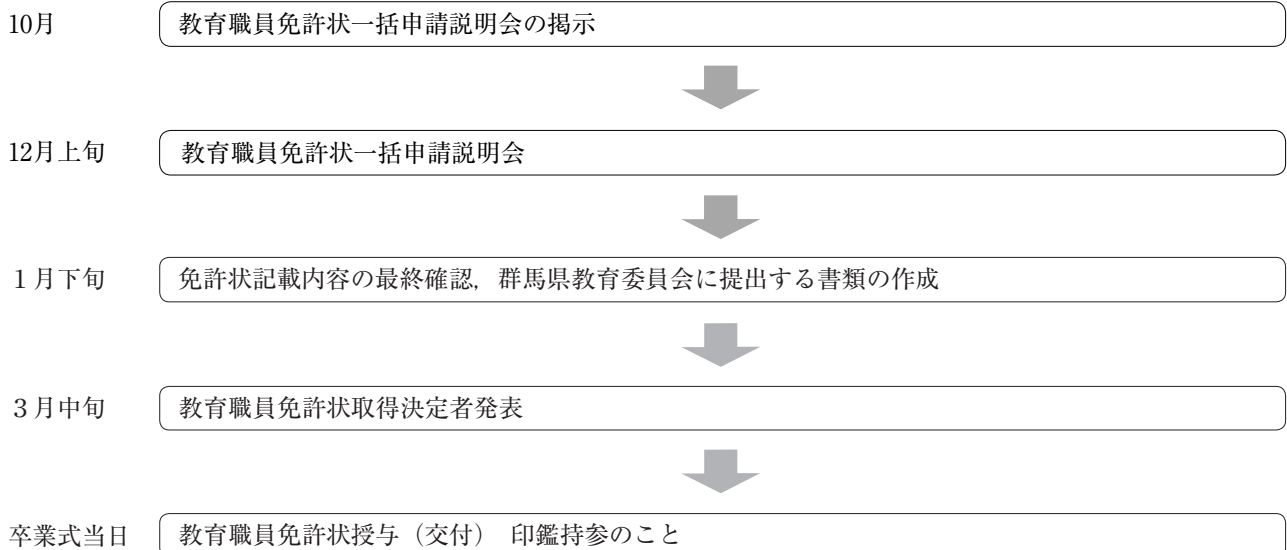 10月 教育職員免許状一括申請説明会の掲示
12月上旬 教育職員免許状一括申請説明会
1月下旬 免許状記載内容の最終確認，群馬県教育委員会に提出する書類の作成
3月中旬 教育職員免許状取得決定者発表
卒業式当日 教育職員免許状授与（交付） 印鑑持参のこと